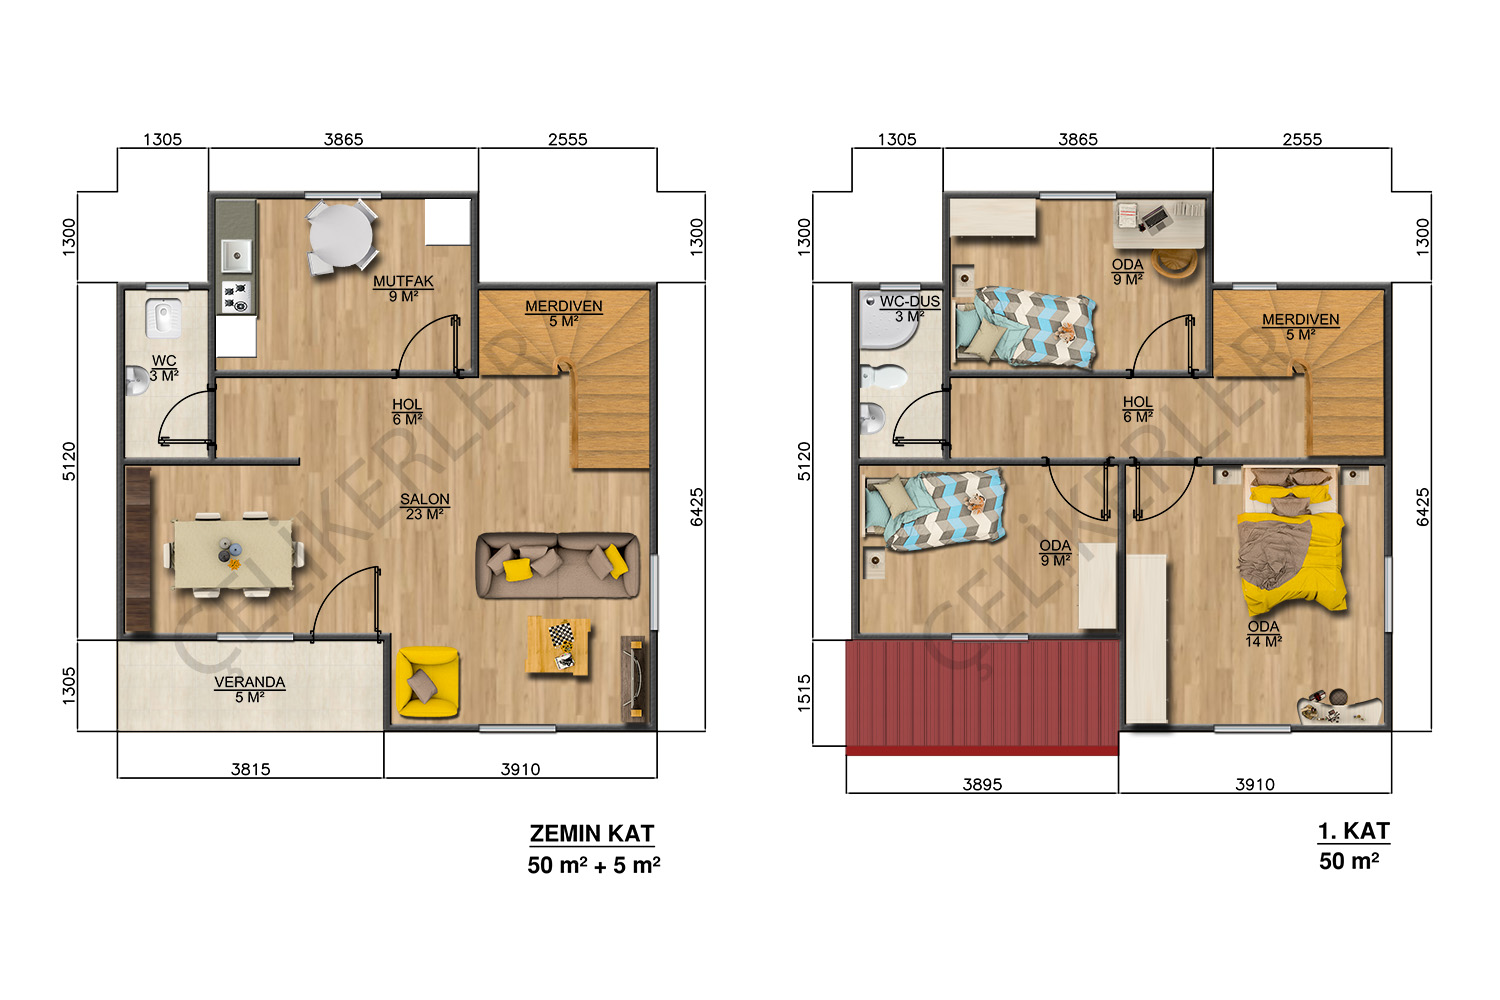 1305 3865 2555
1300
1300
MUTFAK
9 M²
MERDIVEN
5 M²
WC
3 M²
HOL
6 M²
5120
SALON
23 M²
6425
1305
VERANDA
5 M²
3815 3910
ZEMIN KAT
50 m² + 5 m²
ÇELİKERLER
1305 3865 2555
1300
1300
ODA
9 M²
WC-DUS
3 M²
MERDIVEN
5 M²
HOL
6 M²
5120
6425
ODA
9 M²
ODA
14 M²
1515
3895 3910
1. KAT
50 m²
ÇELİKERLER